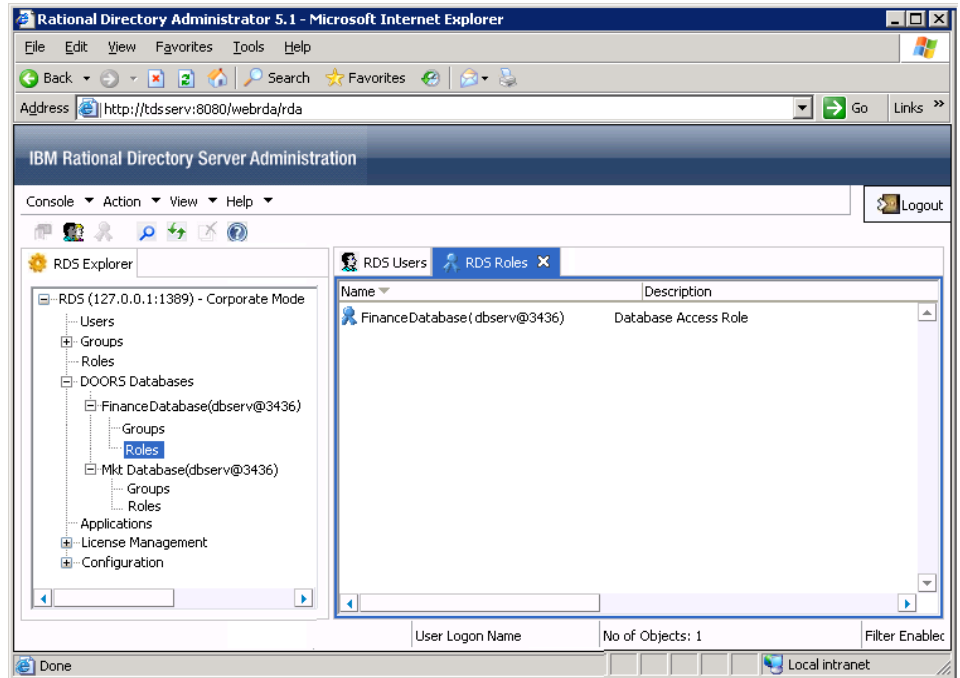 Rational Directory Administrator 5.1 - Microsoft Internet Explorer
File Edit View Favorites Tools Help
Back Search Favorites
Address http://tdsserv:8080/webrda/rda Go Links »
IBM Rational Directory Server Administration
Console Action View Help
Logout
RDS Explorer
RDS Users RDS Roles
RDS (127.0.0.1:1389) - Corporate Mode
Users
Groups
Roles
DOORS Databases
FinanceDatabase(dbserv@3436)
Groups
Roles
Mkt Database(dbserv@3436)
Groups
Roles
Applications
License Management
Configuration
Name Description
FinanceDatabase(dbserv@3436) Database Access Role
User Logon Name No of Objects: 1 Filter Enablec
Done Local intranet